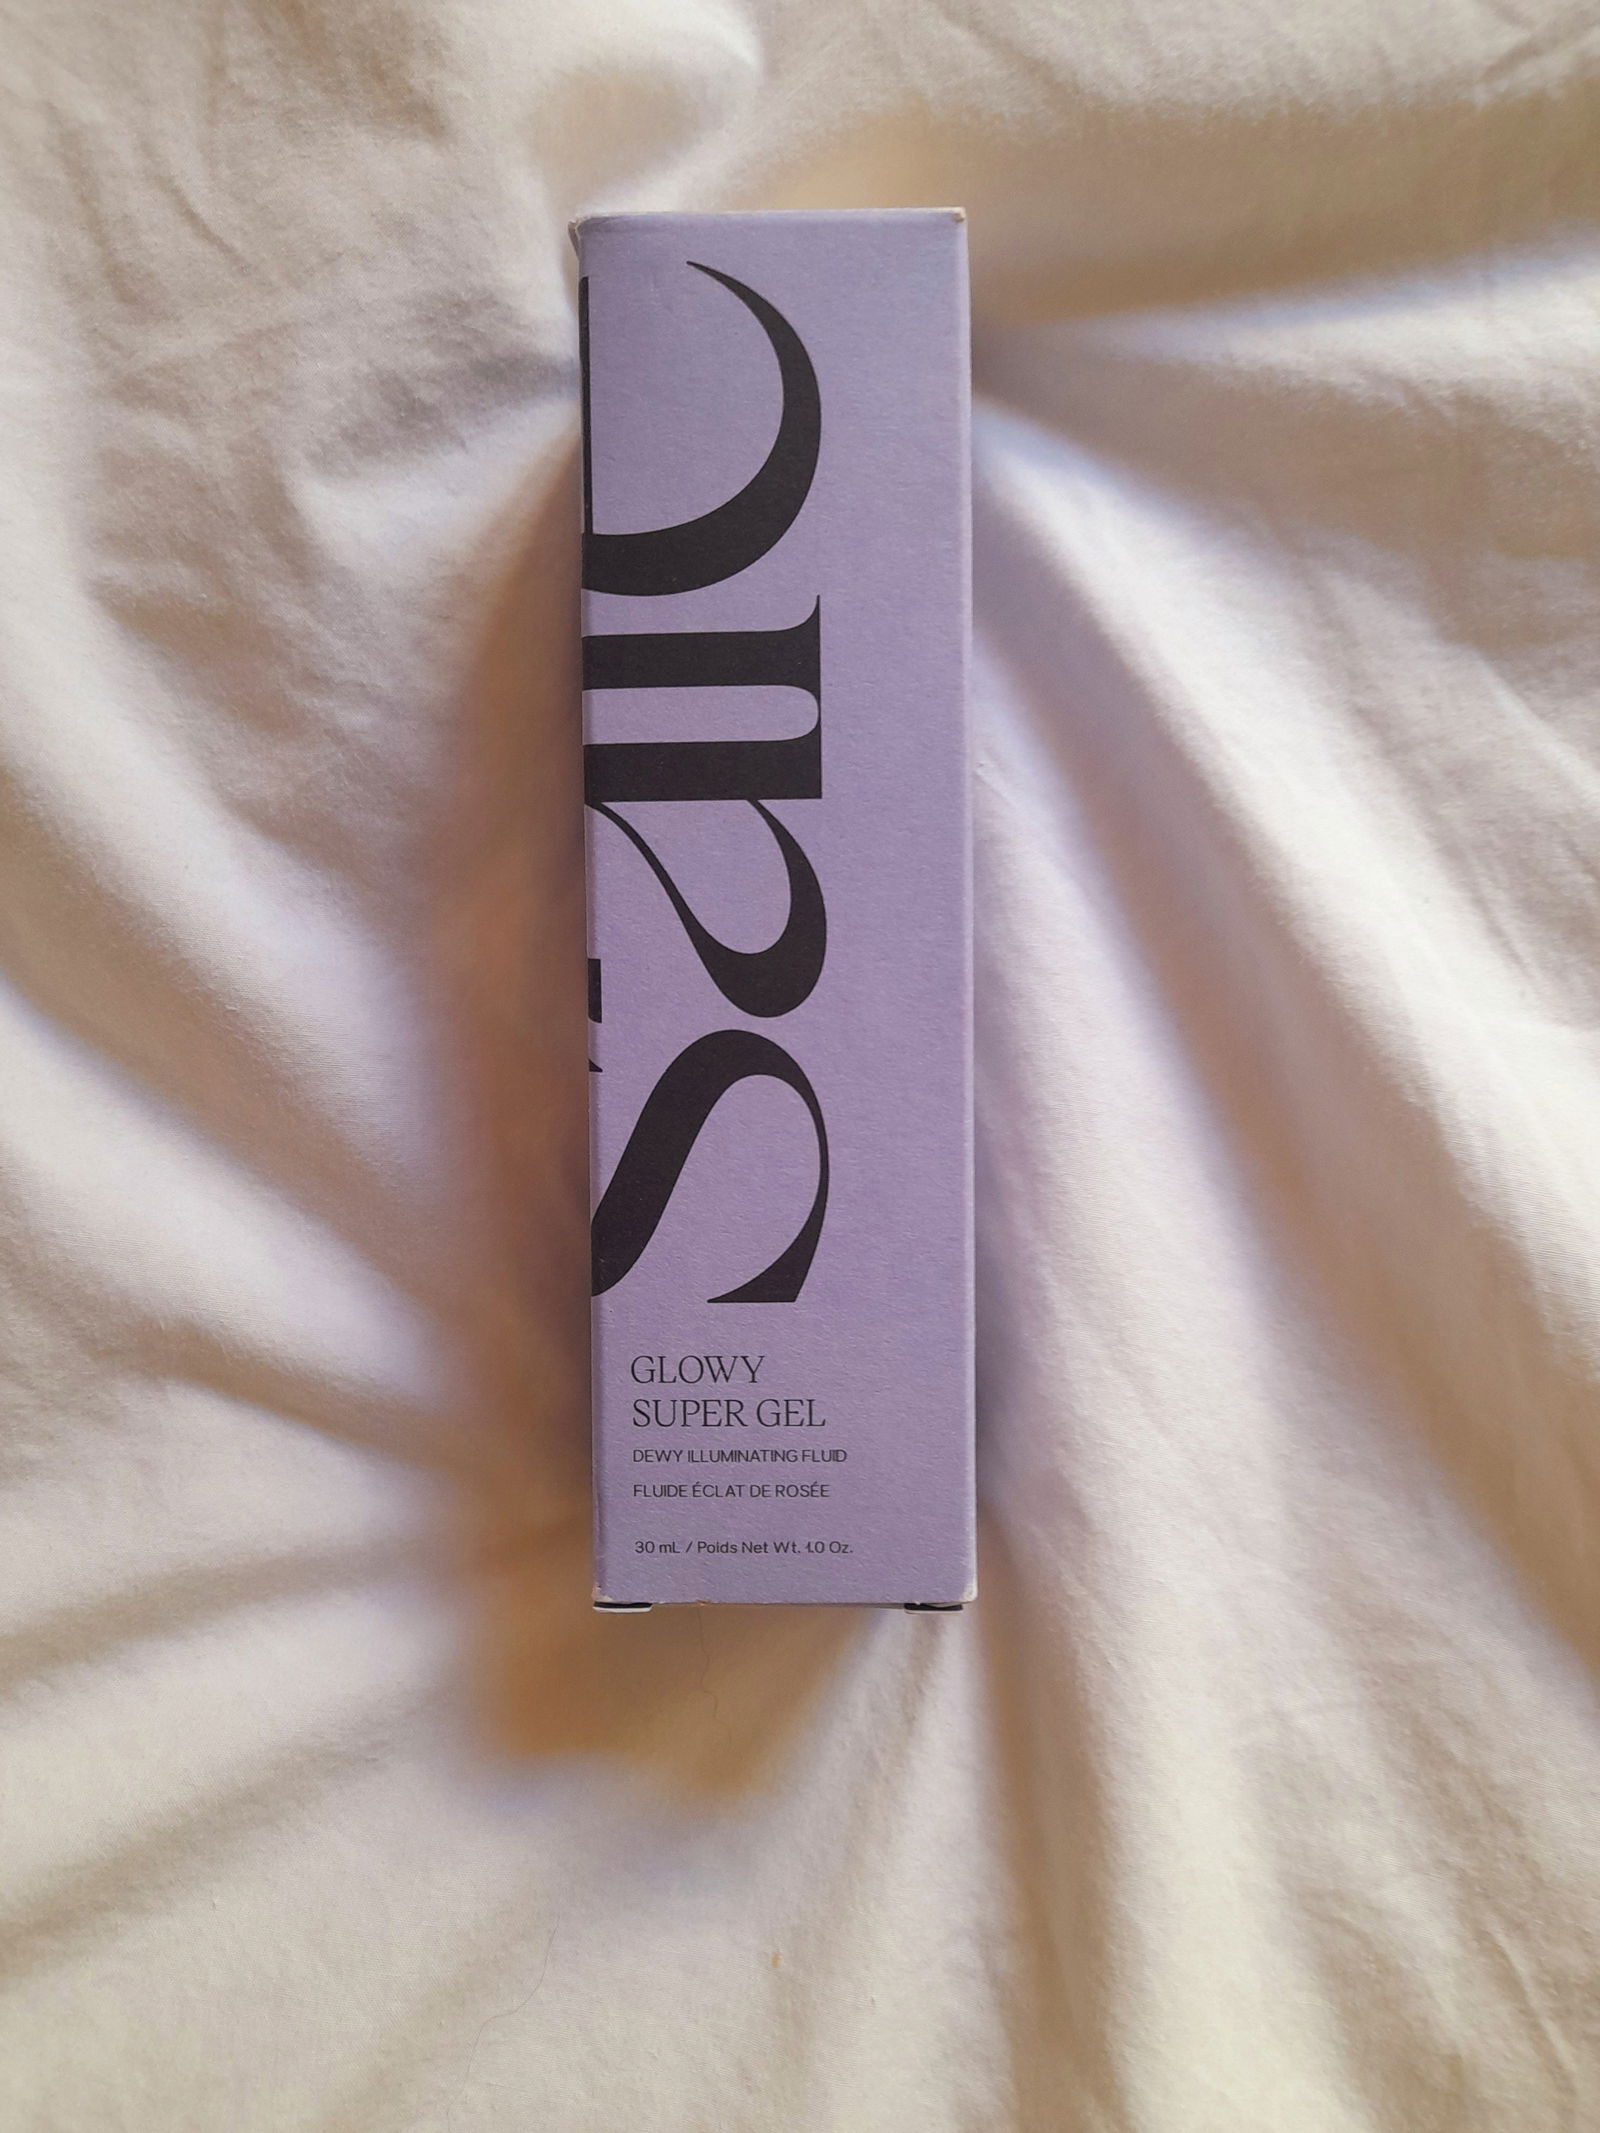 GLOWY
SUPER GEL
DEWY ILLUMINATING FLUID
FLUIDE ÉCLAT DE ROSÉE
30 mL / Poids Net Wt. 1.0 Oz.